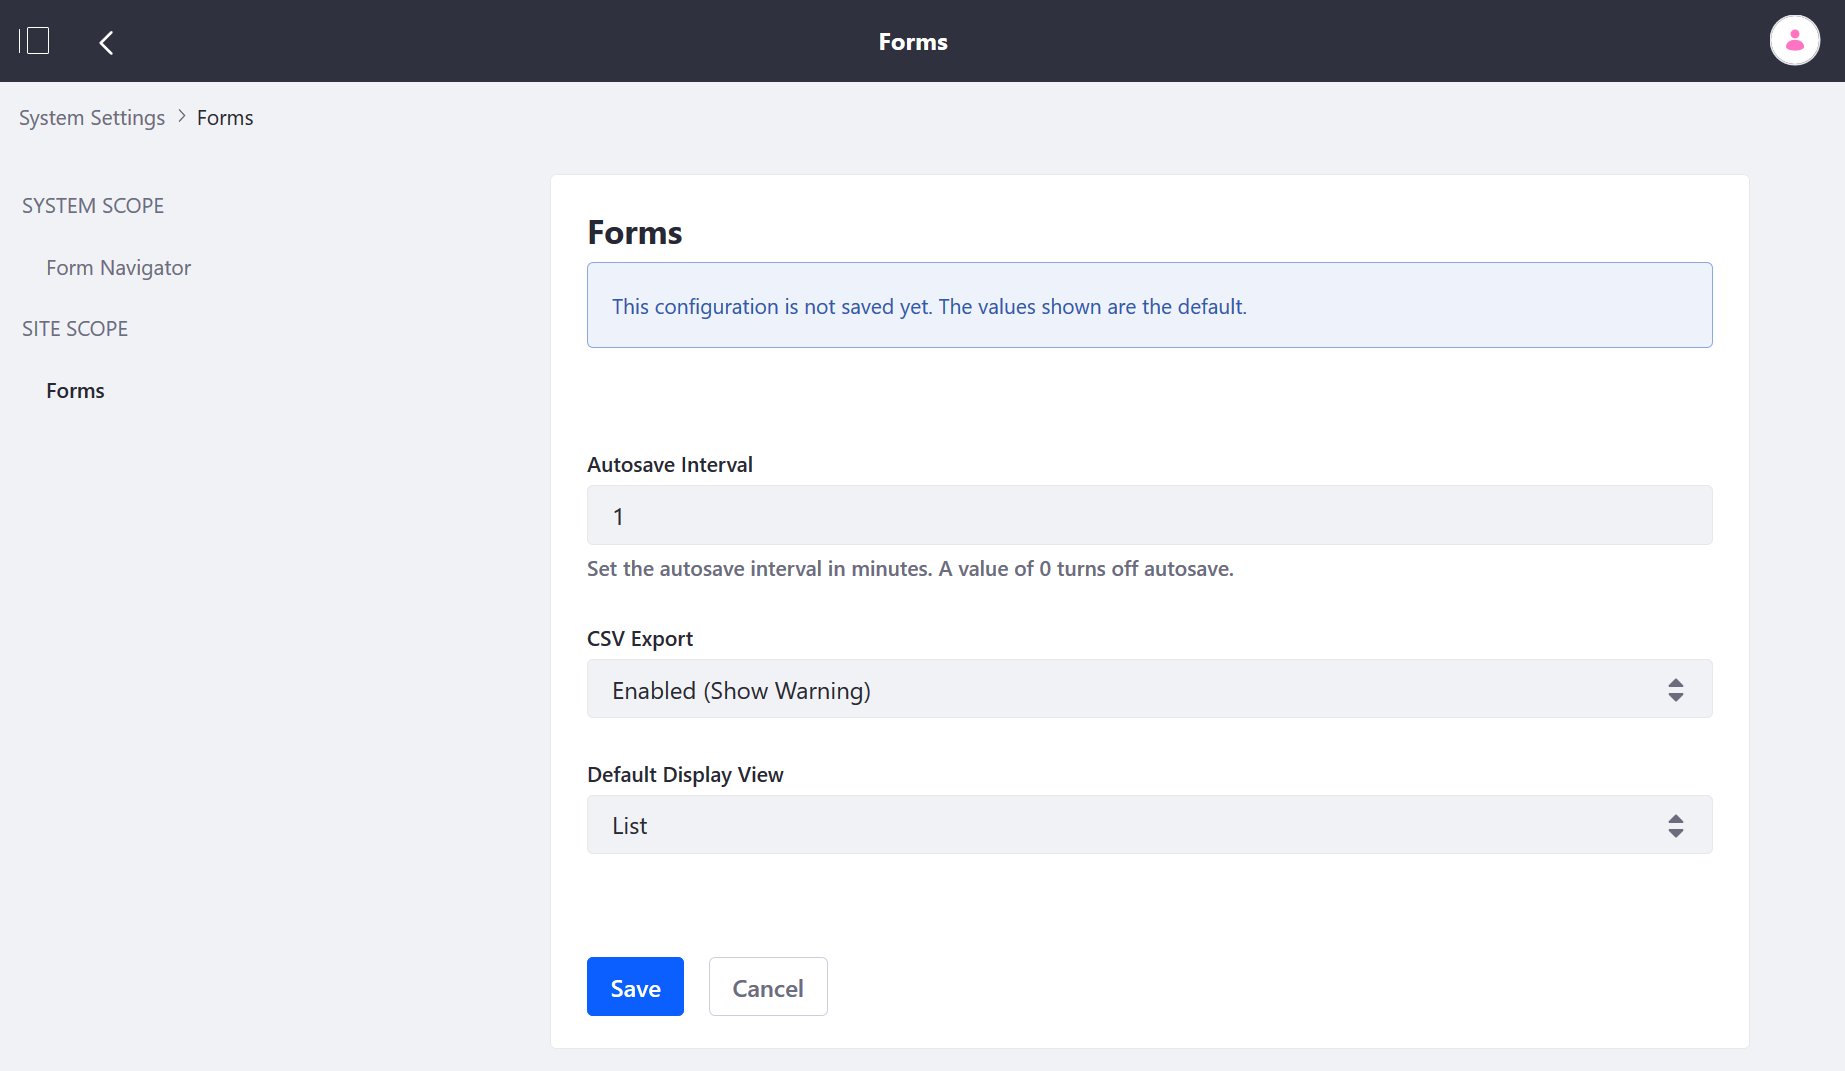 Forms
System Settings > Forms
SYSTEM SCOPE
Form Navigator
SITE SCOPE
Forms
Forms
This configuration is not saved yet. The values shown are the default.
Autosave Interval
1
Set the autosave interval in minutes. A value of 0 turns off autosave.
CSV Export
Enabled (Show Warning)
Default Display View
List
Save Cancel